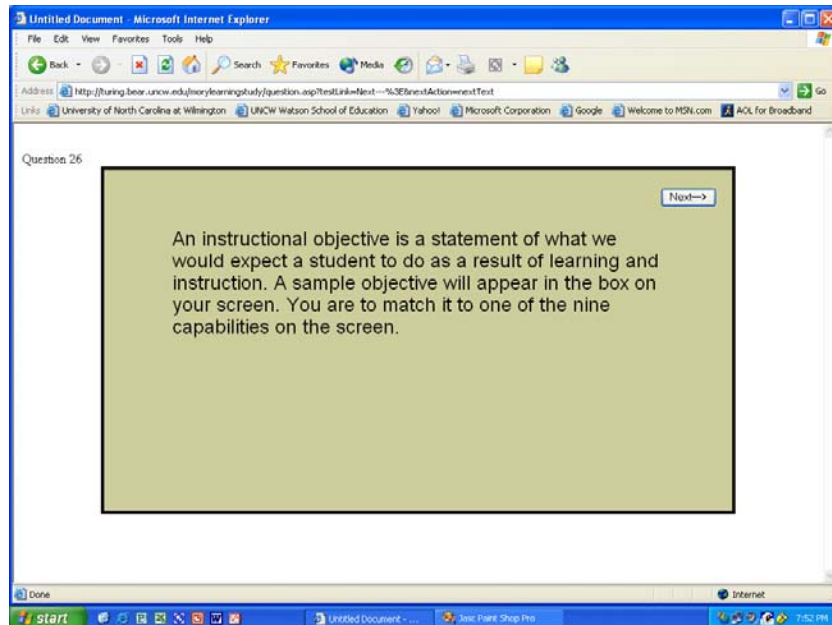 Untitled Document - Microsoft Internet Explorer
File Edit View Favorites Tools Help
Back Search Favorites Media
Address http://turing.bear.uncw.edu/morylearningstudy/question.asp?testLink=Next---%3E&nextAction=nextText Go
Links University of North Carolina at Wilmington UNCW Watson School of Education Yahoo! Microsoft Corporation Google Welcome to MSN.com AOL for Broadband
Question 26
Next-->
An instructional objective is a statement of what we
would expect a student to do as a result of learning and
instruction. A sample objective will appear in the box on
your screen. You are to match it to one of the nine
capabilities on the screen.
Done Internet
start Untitled Document - ... Jasc Paint Shop Pro 7:52 PM